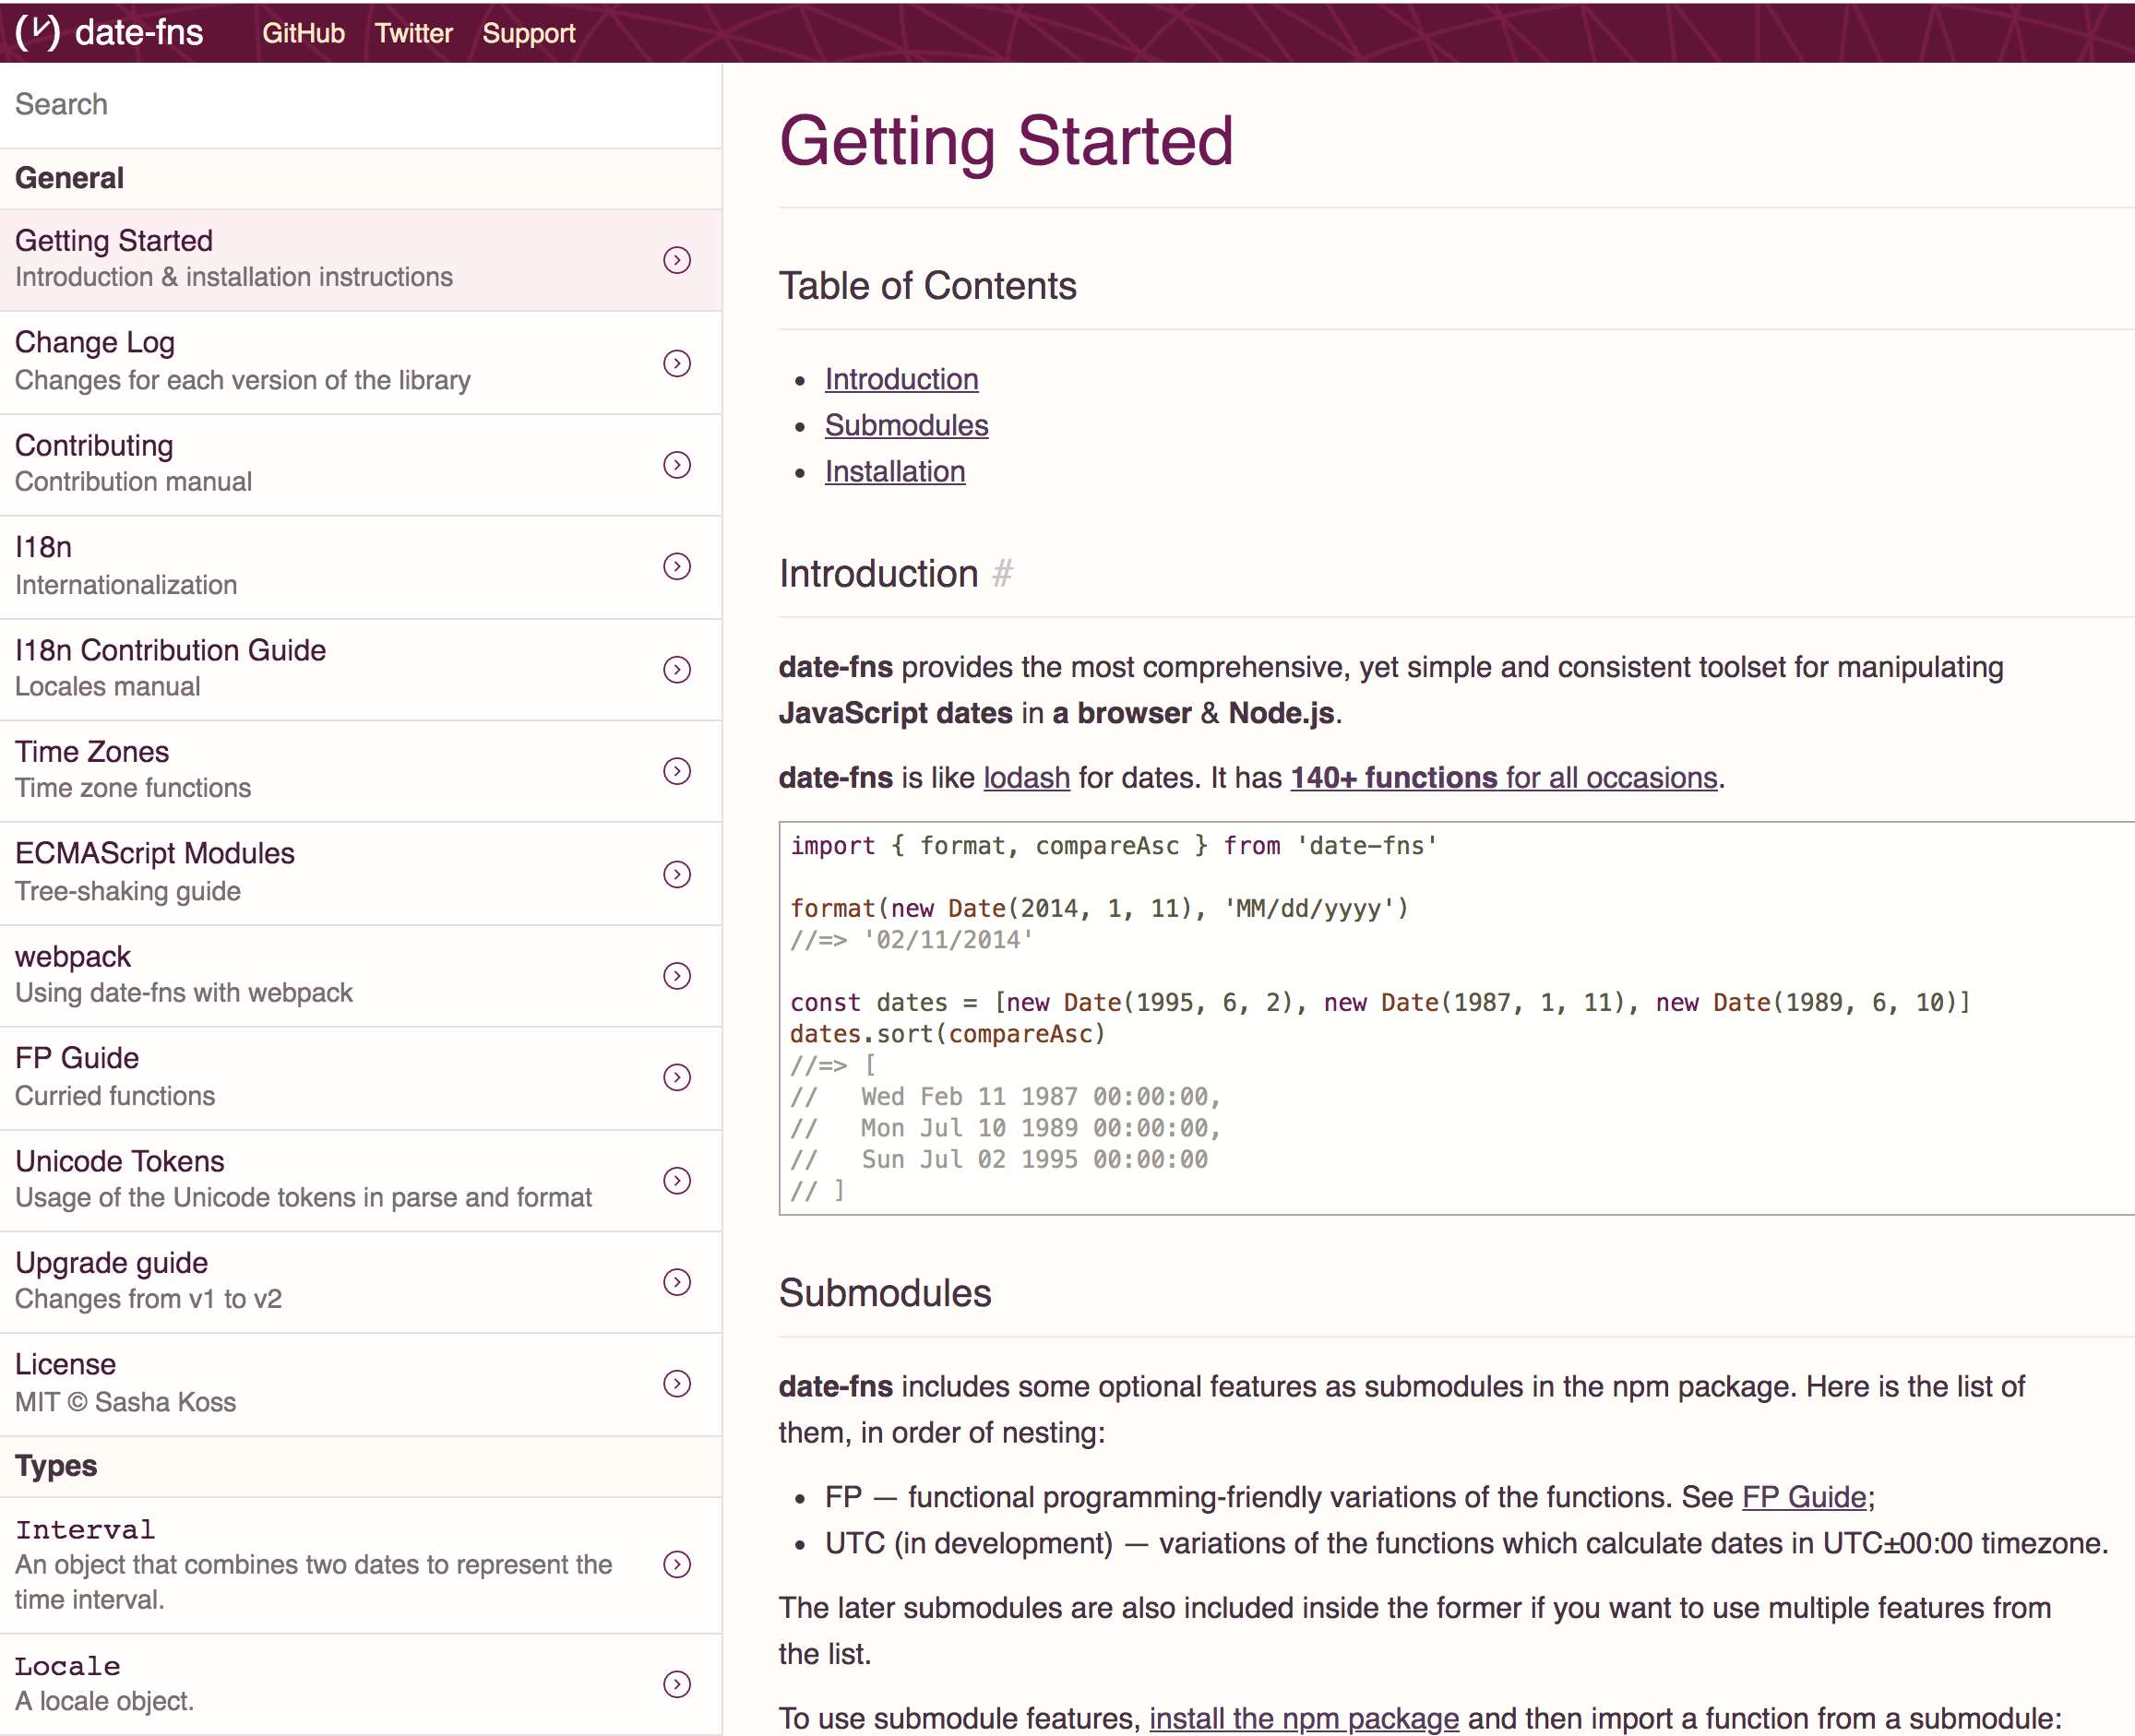 date-fns GitHub Twitter Support
Search
General
Getting Started
Introduction & installation instructions
Change Log
Changes for each version of the library
Contributing
Contribution manual
I18n
Internationalization
I18n Contribution Guide
Locales manual
Time Zones
Time zone functions
ECMAScript Modules
Tree-shaking guide
webpack
Using date-fns with webpack
FP Guide
Curried functions
Unicode Tokens
Usage of the Unicode tokens in parse and format
Upgrade guide
Changes from v1 to v2
License
MIT © Sasha Koss
Types
Interval
An object that combines two dates to represent the
time interval.
Locale
A locale object.
Getting Started
Table of Contents
• Introduction
• Submodules
• Installation
Introduction #
date-fns provides the most comprehensive, yet simple and consistent toolset for manipulating
JavaScript dates in a browser & Node.js.
date-fns is like lodash for dates. It has 140+ functions for all occasions.
import { format, compareAsc } from 'date-fns'
format(new Date(2014, 1, 11), 'MM/dd/yyyy')
//=> '02/11/2014'
const dates = [new Date(1995, 6, 2), new Date(1987, 1, 11), new Date(1989, 6, 10)]
dates.sort(compareAsc)
//=> [
//   Wed Feb 11 1987 00:00:00,
//   Mon Jul 10 1989 00:00:00,
//   Sun Jul 02 1995 00:00:00
// ]
Submodules
date-fns includes some optional features as submodules in the npm package. Here is the list of
them, in order of nesting:
• FP — functional programming-friendly variations of the functions. See FP Guide;
• UTC (in development) — variations of the functions which calculate dates in UTC±00:00 timezone.
The later submodules are also included inside the former if you want to use multiple features from
the list.
To use submodule features, install the npm package and then import a function from a submodule: